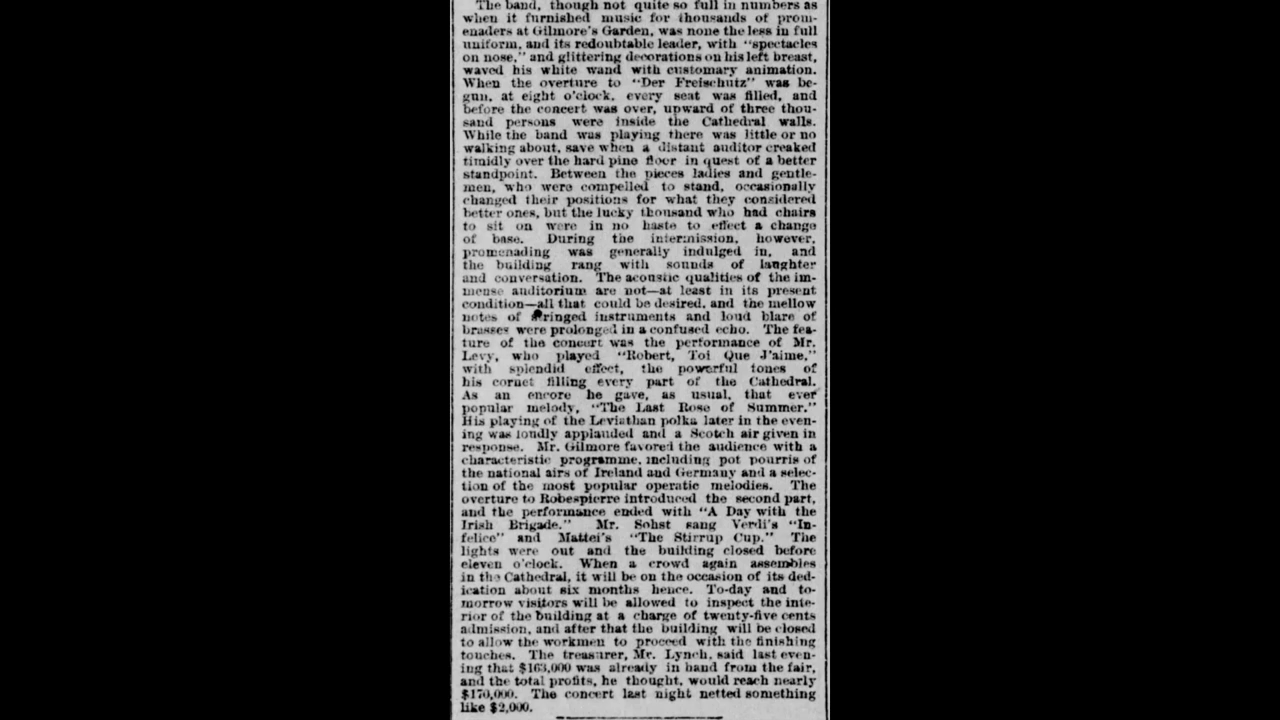 The band, though not quite so full in numbers as
when it furnished music for thousands of prom-
enaders at Gilmore's Garden, was none the less in full
uniform, and its redoubtable leader, with "spectacles
on nose," and glittering decorations on his left breast,
waved his white wand with customary animation.
When the overture to "Der Freischutz" was be-
gun, at eight o'clock, every seat was filled, and
before the concert was over, upward of three thou-
sand persons were inside the Cathedral walls.
While the band was playing there was little or no
walking about, save when a distant auditor creaked
timidly over the hard pine floor in quest of a better
standpoint. Between the pieces ladies and gentle-
men, who were compelled to stand, occasionally
changed their positions for what they considered
better ones, but the lucky thousand who had chairs
to sit on were in no haste to effect a change
of base. During the intermission, however,
promenading was generally indulged in, and
the building rang with sounds of laughter
and conversation. The acoustic qualities of the im-
mense auditorium are not—at least in its present
condition—all that could be desired, and the mellow
notes of stringed instruments and loud blare of
brasses were prolonged in a confused echo. The fea-
ture of the concert was the performance of Mr.
Levy, who played "Robert, Toi Que J'aime,"
with splendid effect, the powerful tones of
his cornet filling every part of the Cathedral.
As an encore he gave, as usual, that ever
popular melody, "The Last Rose of Summer."
His playing of the Leviathan polka later in the even-
ing was loudly applauded and a Scotch air given in
response. Mr. Gilmore favored the audience with a
characteristic programme, including pot pourris of
the national airs of Ireland and Germany and a selec-
tion of the most popular operatic melodies. The
overture to Robespierre introduced the second part,
and the performance ended with "A Day with the
Irish Brigade." Mr. Sohst sang Verdi's "In-
felice" and Mattei's "The Stirrup Cup." The
lights were out and the building closed before
eleven o'clock. When a crowd again assembles
in the Cathedral, it will be on the occasion of its ded-
ication about six months hence. To-day and to-
morrow visitors will be allowed to inspect the inte-
rior of the building at a charge of twenty-five cents
admission, and after that the building will be closed
to allow the workmen to proceed with the finishing
touches. The treasurer, Mr. Lynch, said last even-
ing that $163,000 was already in hand from the fair,
and the total profits, he thought, would reach nearly
$170,000. The concert last night netted something
like $2,000.